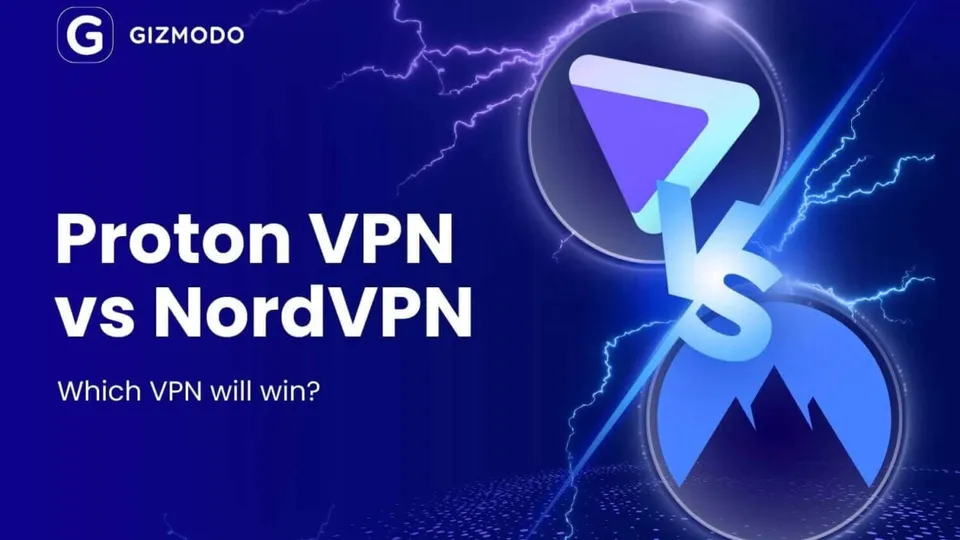 G GIZMODO
Proton VPN
vs NordVPN
Which VPN will win?
VS